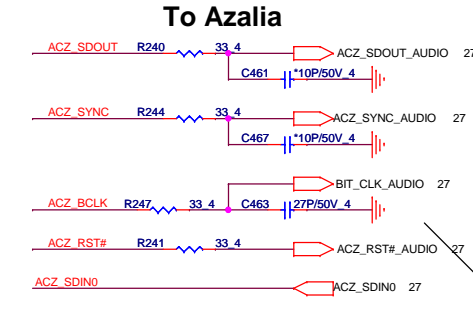 To Azalia
ACZ_SDOUT R240 33_4 ACZ_SDOUT_AUDIO 27
C461 *10P/50V_4
ACZ_SYNC R244 33_4 ACZ_SYNC_AUDIO 27
C467 *10P/50V_4
BIT_CLK_AUDIO 27
ACZ_BCLK R247 33_4 C463 27P/50V_4
ACZ_RST# R241 33_4 ACZ_RST#_AUDIO 27
ACZ_SDIN0 ACZ_SDIN0 27